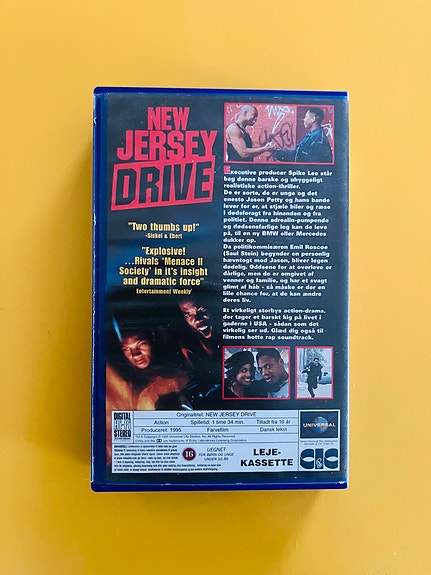 NEW
JERSEY
DRIVE
"Two thumbs up!"
-Siskel & Ebert
"Explosive!
...Rivals 'Menace II
Society' in it's insight
and dramatic force"
Entertainment Weekly'
Executive producer Spike Lee står
bag denne barske og uhyggeligt
realistiske action-thriller.
De er sorte, de er unge og det
eneste Jason Petty og hans bande
lever for er, at stjæle biler og ræse
i dødsforagt fra hinanden og fra
politiet. Denne adrenalin-pumpende
og dødsensfarlige leg kan de leve
på, til en ny BMW eller Mercedes
dukker op.
Da politikommisæren Emil Roscoe
(Saul Stein) begynder en personlig
hævntogt mod Jason, bliver legen
dødelig. Oddsene for at overleve er
dårlige, men de er omgivet af
venner og familie, og har et svagt
glimt af håb - så måske er der en
lille chance for, at de kan ændre
deres liv.
Et virkeligt storbys action-drama,
der tager et barskt kig på livet i
gaderne i USA - sådan som det
virkelig ser ud. Glæd dig også til
filmens hotte rap soundtrack.
DIGITAL
STEREO
Originaltitel: NEW JERSEY DRIVE
Action
Spilletid: 1 time 34 min.
Tilladt fra 16 år
Produceret: 1995
Farvefilm
Dansk tekst
UNIVERSAL
16
UEGNET
FOR BØRN OG UNGE
UNDER 16 ÅR
LEJE-
KASSETTE
CIC